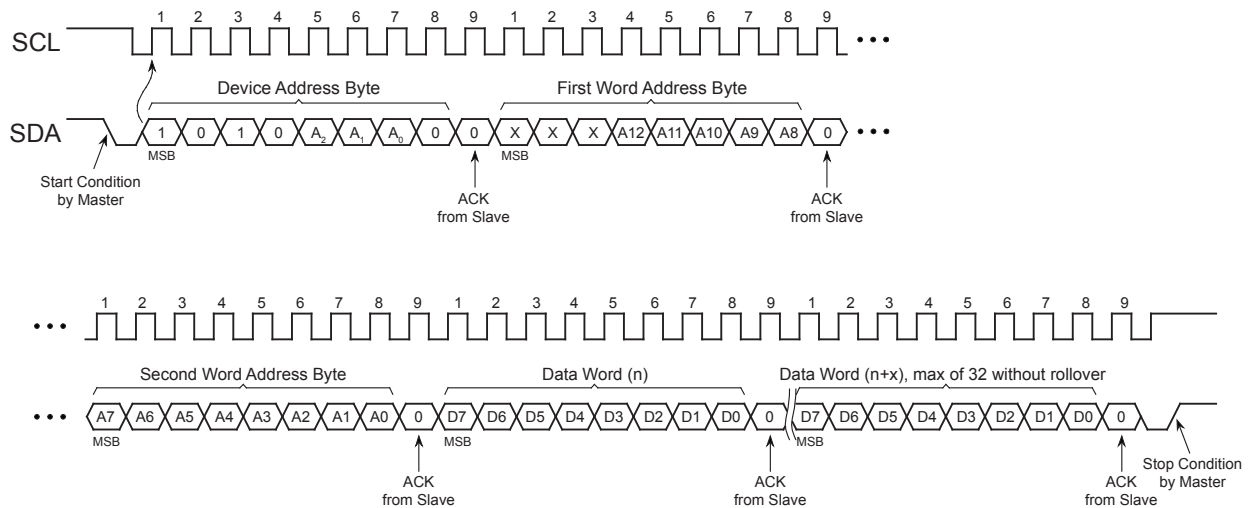 1 2 3 4 5 6 7 8 9 1 2 3 4 5 6 7 8 9
SCL
Device Address Byte First Word Address Byte
SDA 1 0 1 0 A2 A1 A0 0 0 X X X A12 A11 A10 A9 A8 0
MSB MSB
Start Condition
by Master
ACK
from Slave
ACK
from Slave
1 2 3 4 5 6 7 8 9 1 2 3 4 5 6 7 8 9 1 2 3 4 5 6 7 8 9
Second Word Address Byte Data Word (n) Data Word (n+x), max of 32 without rollover
A7 A6 A5 A4 A3 A2 A1 A0 0 D7 D6 D5 D4 D3 D2 D1 D0 0 D7 D6 D5 D4 D3 D2 D1 D0 0
MSB MSB MSB
ACK
from Slave
ACK
from Slave
ACK
from Slave
Stop Condition
by Master